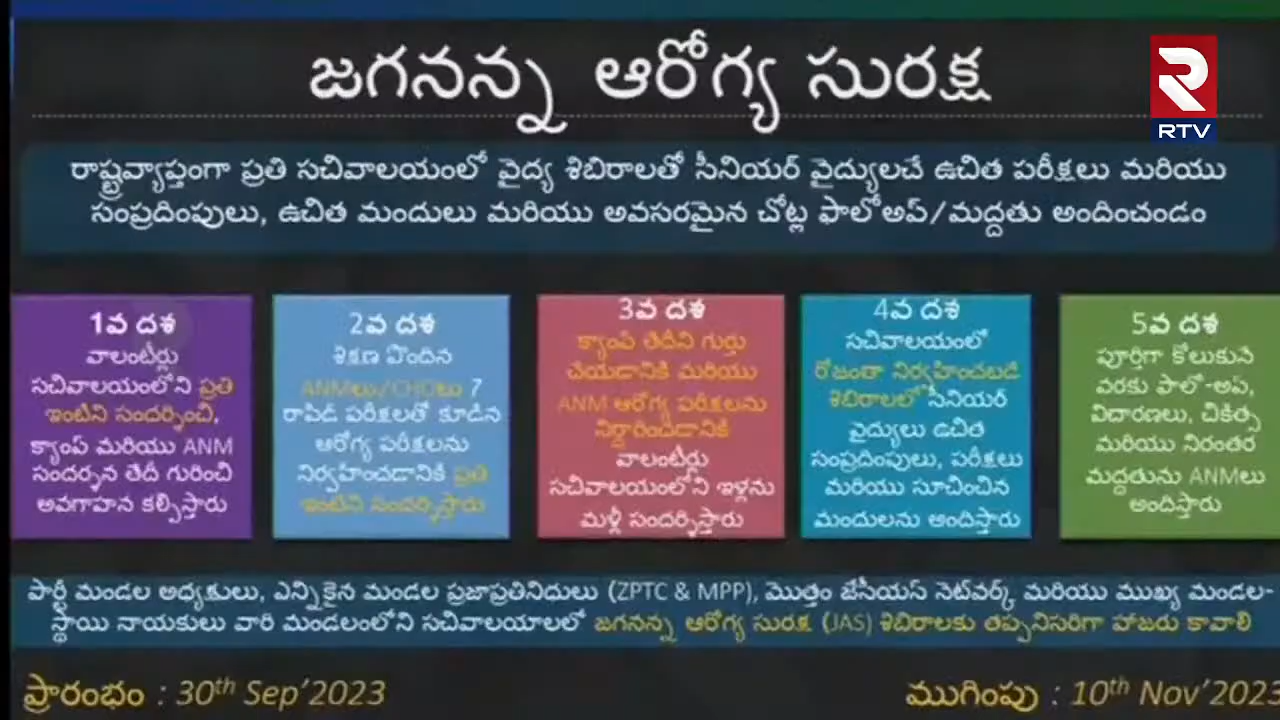 జగనన్న ఆరోగ్య సురక్ష
RTV
రాష్ట్రవ్యాప్తంగా ప్రతి సచివాలయంలో వైద్య శిబిరాలతో సీనియర్ వైద్యులచే ఉచిత పరీక్షలు మరియు
సంప్రదింపులు, ఉచిత మందులు మరియు అవసరమైన చోట్ల ఫాలోఅప్/మద్దతు అందించండం
1వ దశ
వాలంటీర్లు
సచివాలయంలోని ప్రతి
ఇంటిని సందర్శించి,
క్యాంప్ మరియు ANM
సందర్శన తేదీ గురించి
అవగాహన కల్పిస్తారు
2వ దశ
శిక్షణ పొందిన
ANMలు/CHOలు 7
రాపిడ్ పరీక్షలతో కూడిన
ఆరోగ్య పరీక్షలను
నిర్వహించడానికి ప్రతి
ఇంటిని సందర్శిస్తారు
3వ దశ
క్యాంప్ తేదీని గుర్తు
చేయడానికి మరియు
ANM ఆరోగ్య పరీక్షలను
నిర్ధారించడానికి
వాలంటీర్లు
సచివాలయంలోని ఇళ్లను
మళ్లీ సందర్శిస్తారు
4వ దశ
సచివాలయంలో
రోజంతా నిర్వహించబడే
శిబిరాలలో సీనియర్
వైద్యులు ఉచిత
సంప్రదింపులు, పరీక్షలు
మరియు సూచించిన
మందులను అందిస్తారు
5వ దశ
పూర్తిగా కోలుకునే
వరకు ఫాలో-అప్,
విచారణలు, చికిత్స
మరియు నిరంతర
మద్దతును ANMలు
అందిస్తారు
పార్టీ మండల అధ్యక్షులు, ఎన్నికైన మండల ప్రజాప్రతినిధులు (ZPTC & MPP), మొత్తం జేసీయస్ నెట్‌వర్క్ మరియు ముఖ్య మండల-
స్థాయి నాయకులు వారి మండలంలోని సచివాలయాలలో జగనన్న ఆరోగ్య సురక్ష (JAS) శిబిరాలకు తప్పనిసరిగా హాజరు కావాలి
ప్రారంభం : 30th Sep'2023
ముగింపు : 10th Nov'2023